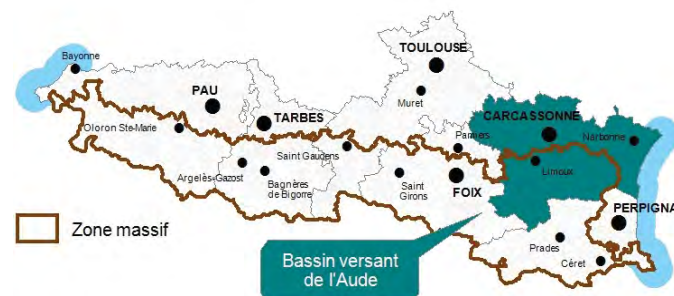 Bayonne
TOULOUSE
PAU
Muret
TARBES
CARCASSONNE
Oloron Ste-Marie
Narbonne
Saint Gaudens
Pamiers
Limoux
Argelès-Gazost
Bagnères
de Bigorre
Saint
Girons
FOIX
PERPIGNA
Zone massif
Bassin versant
de l'Aude
Prades
Céret